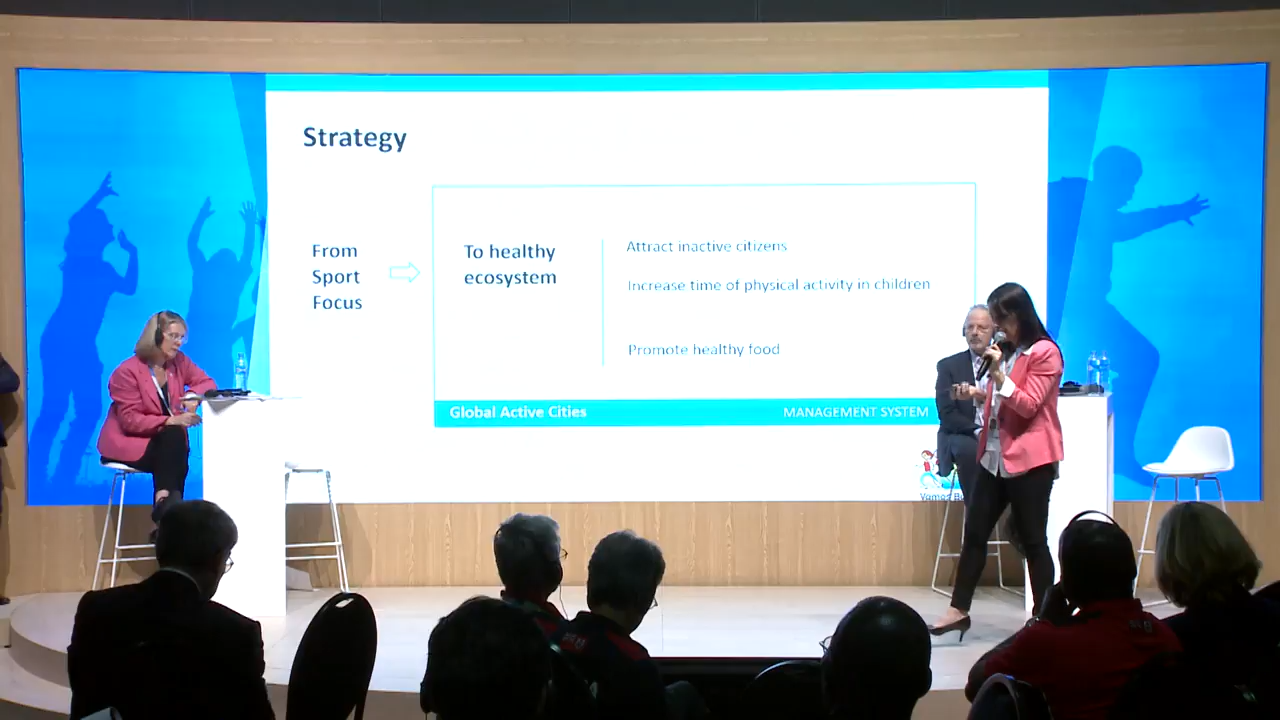 Strategy
From
Sport
Focus
To healthy
ecosystem
Attract inactive citizens
Increase time of physical activity in children
Promote healthy food
Global Active Cities
MANAGEMENT SYSTEM